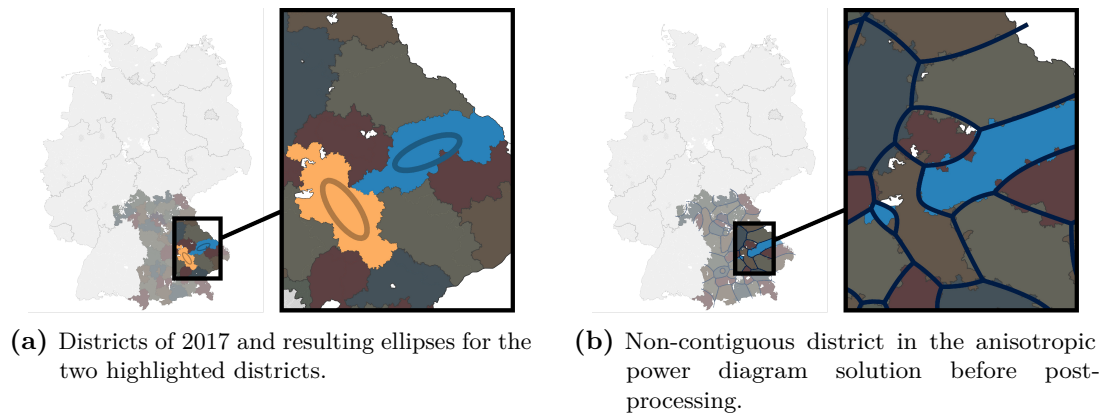 (a) Districts of 2017 and resulting ellipses for the
two highlighted districts.
(b) Non-contiguous district in the anisotropic
power diagram solution before post-
processing.